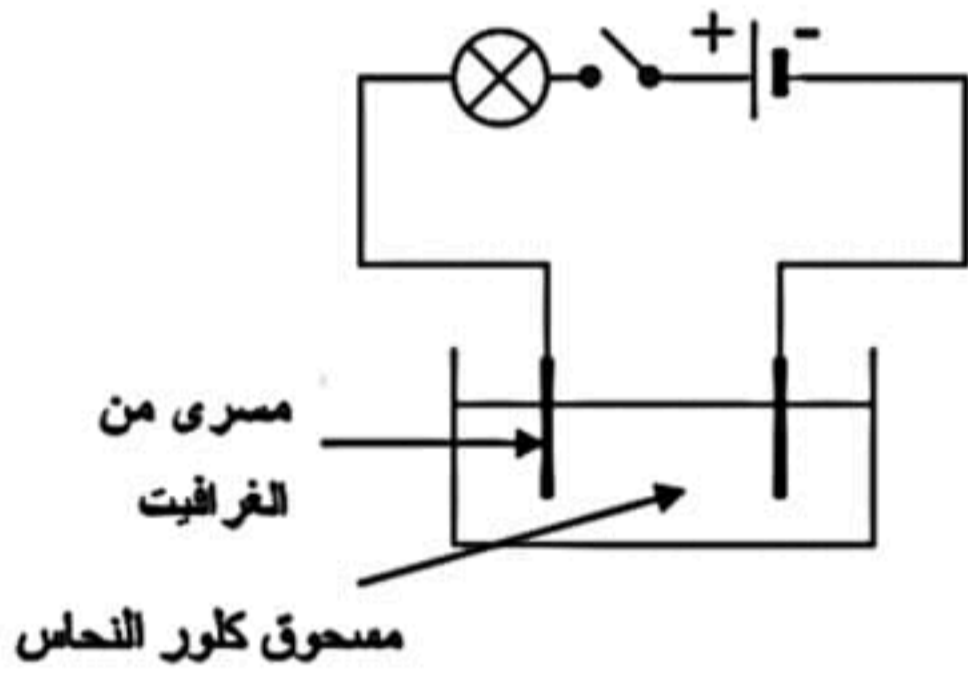 + -
مسرى من
الغرافيت
مسحوق كلور النحاس